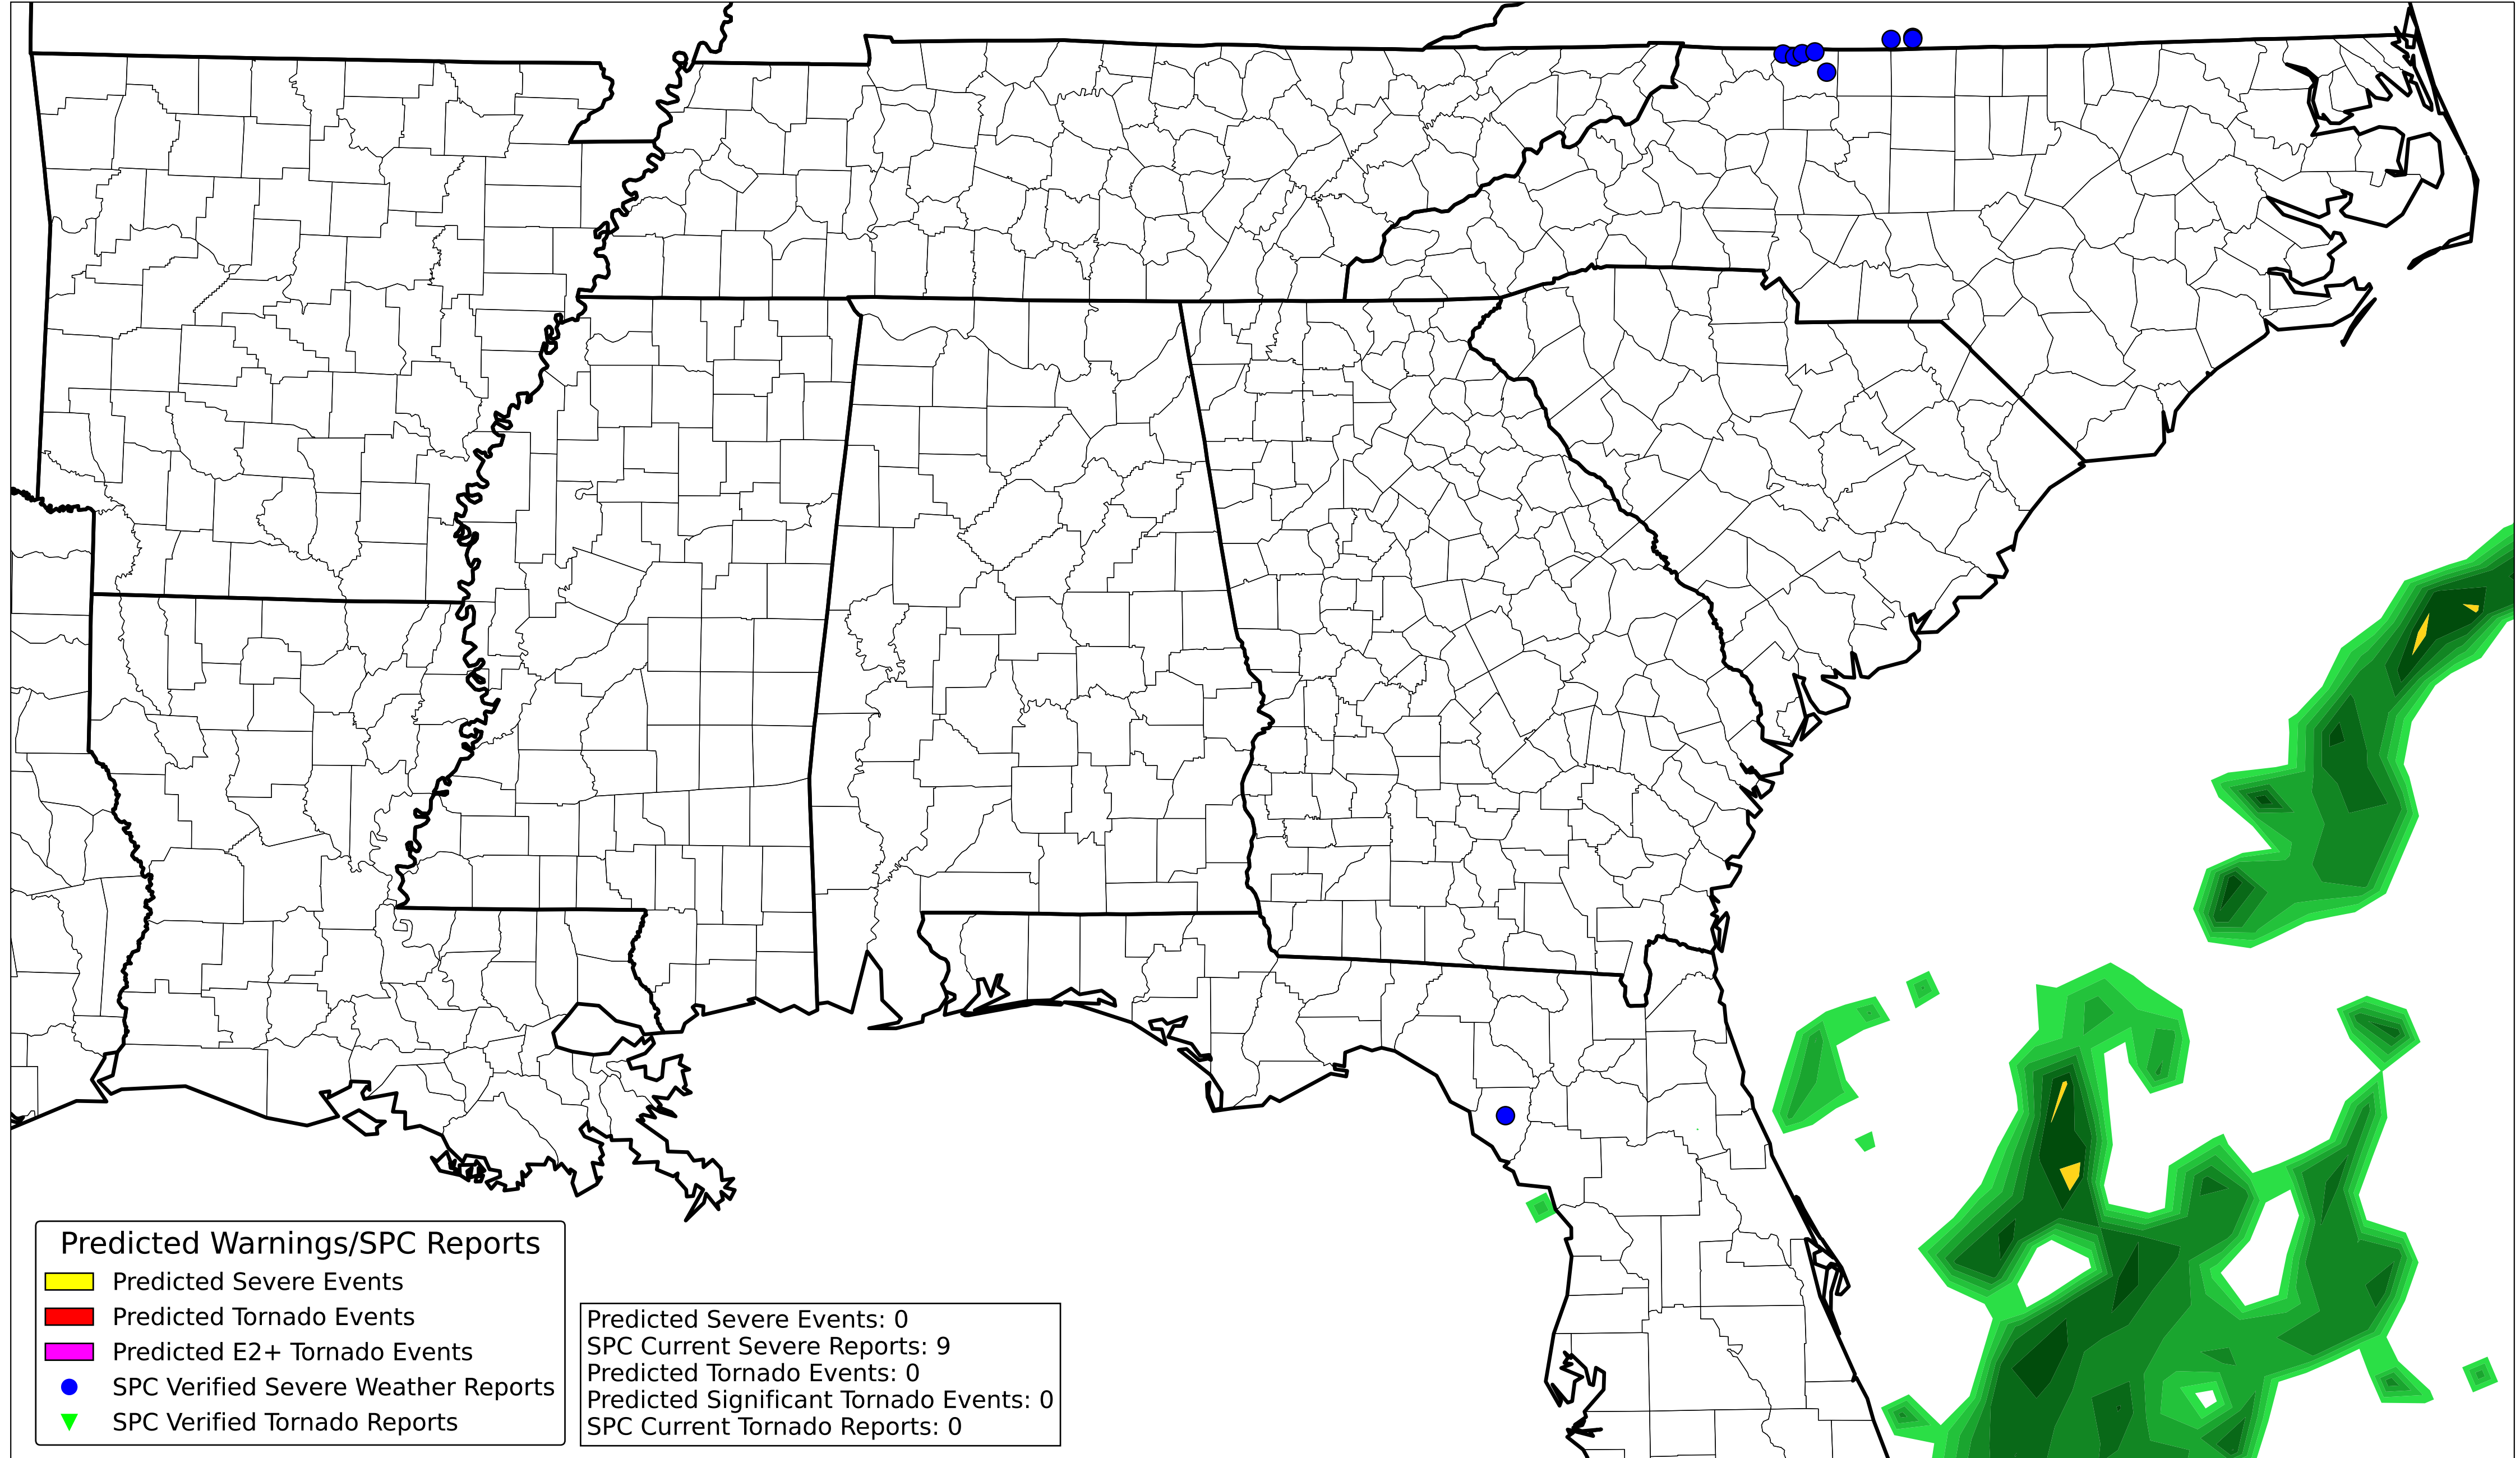 Predicted Warnings/SPC Reports
Predicted Severe Events
Predicted Tornado Events
Predicted E2+ Tornado Events
SPC Verified Severe Weather Reports
SPC Verified Tornado Reports
Predicted Severe Events: 0
SPC Current Severe Reports: 9
Predicted Tornado Events: 0
Predicted Significant Tornado Events: 0
SPC Current Tornado Reports: 0